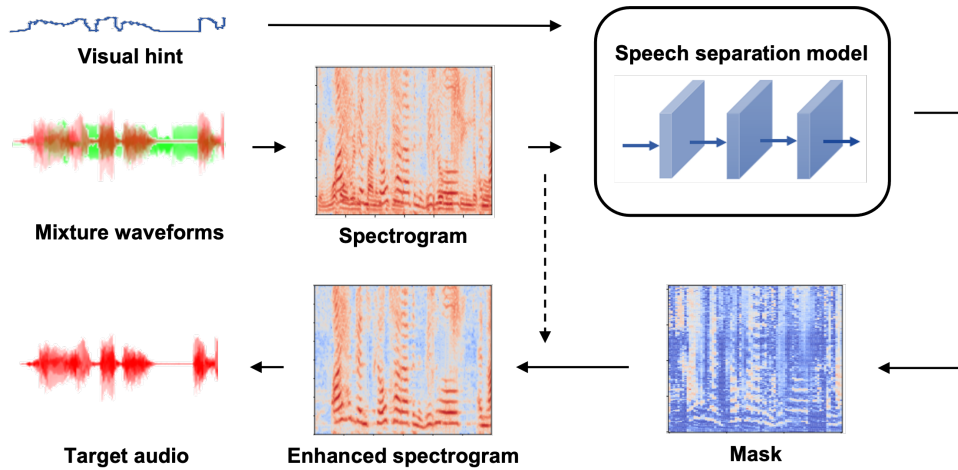 Visual hint
Speech separation model
Mixture waveforms
Spectrogram
Target audio
Enhanced spectrogram
Mask